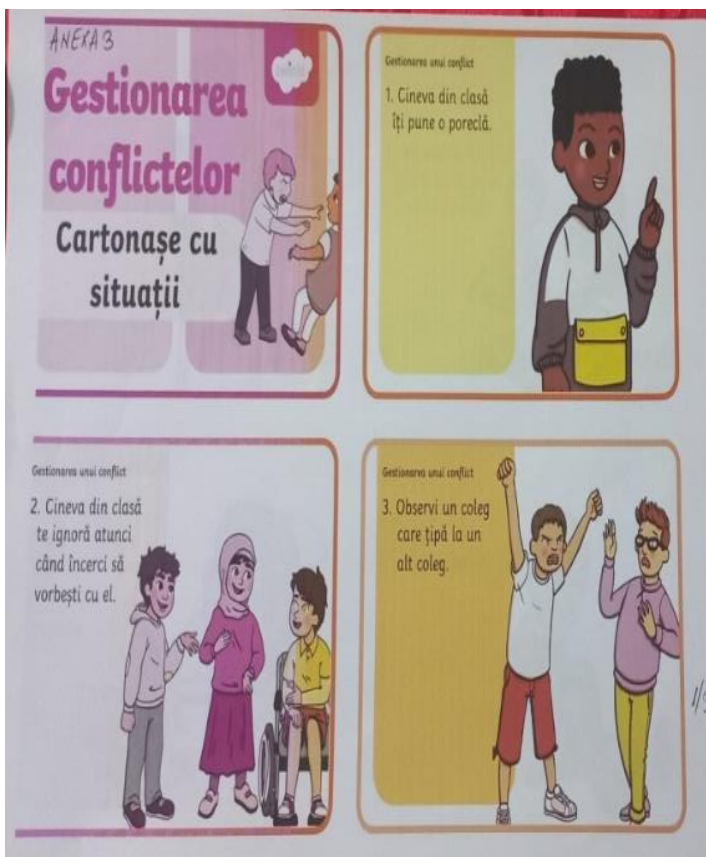 ANEXA 3
Gestionarea
conflictelor
Cartonașe cu
situații
Gestionarea unui conflict
1. Cineva din clasă
îți pune o poreclă.
Gestionarea unui conflict
2. Cineva din clasă
te ignoră atunci
când încerci să
vorbești cu el.
Gestionarea unui conflict
3. Observi un coleg
care țipă la un
alt coleg.